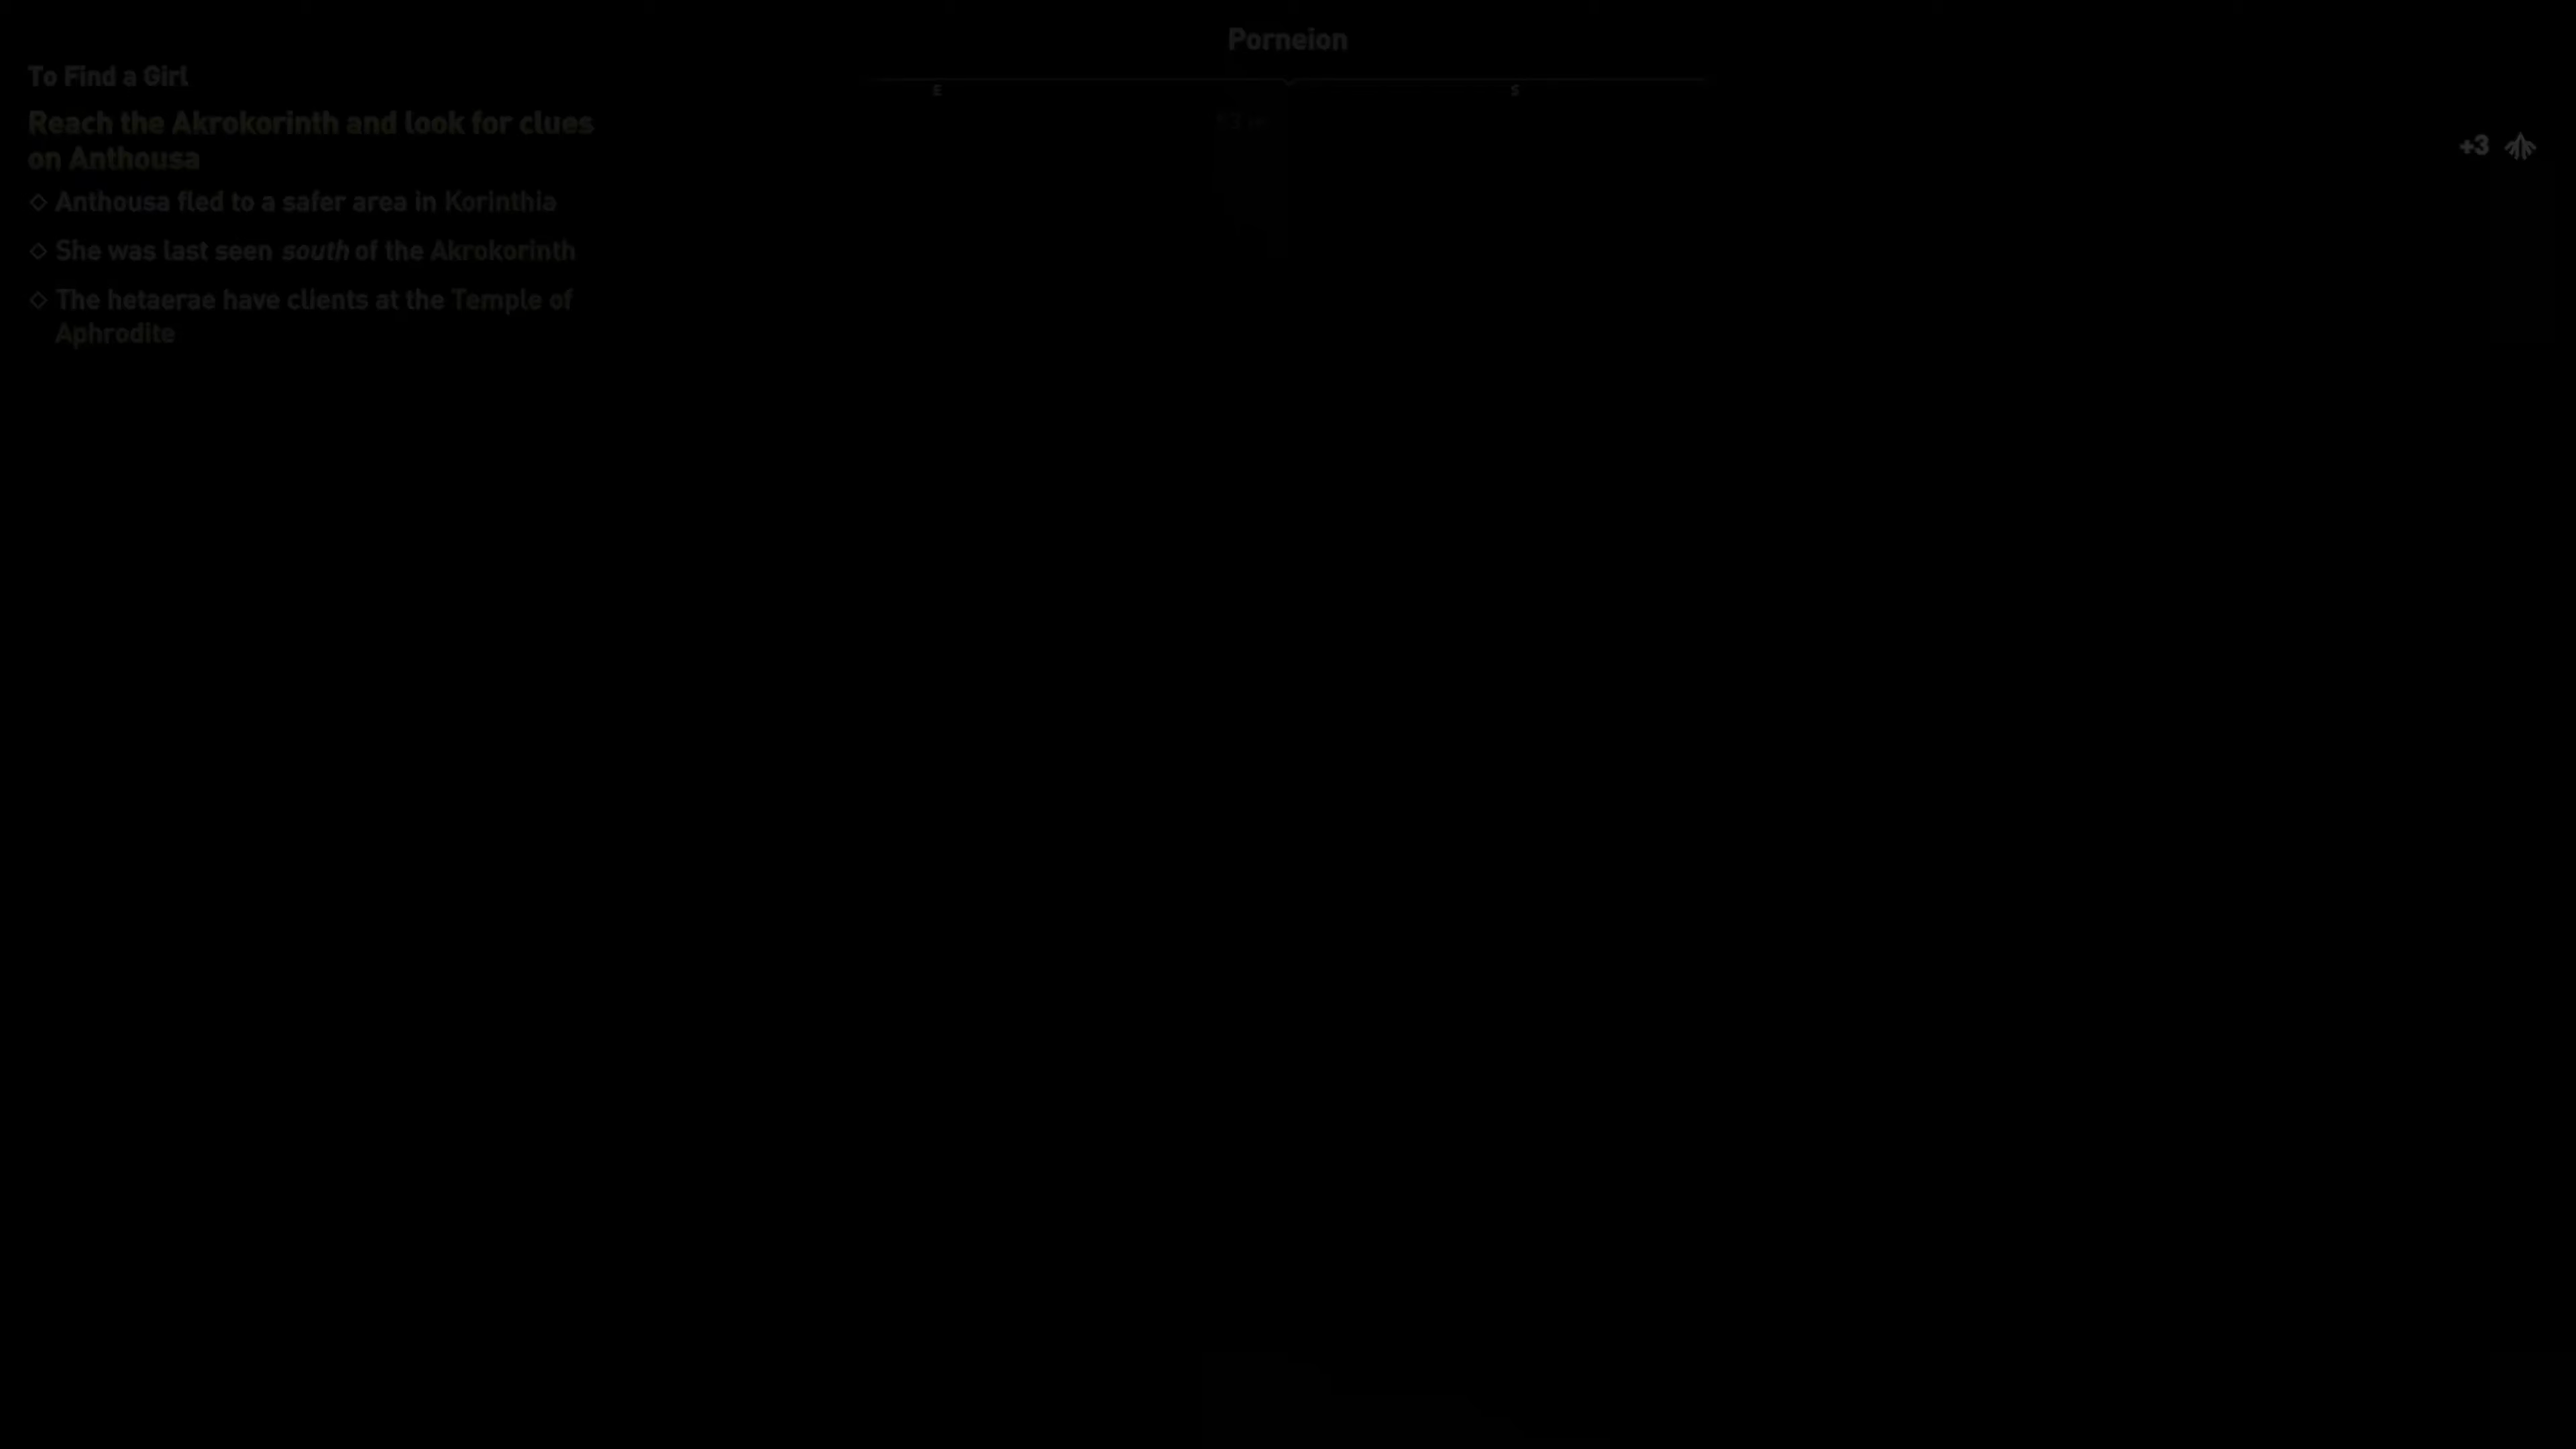 Porneion
To Find a Girl
E
S
Reach the Akrokorinth and look for clues
on Anthousa
+3
+3
Anthousa fled to a safer area in Korinthia
She was last seen south of the Akrokorinth
The hetaerae have clients at the Temple of
Aphrodite